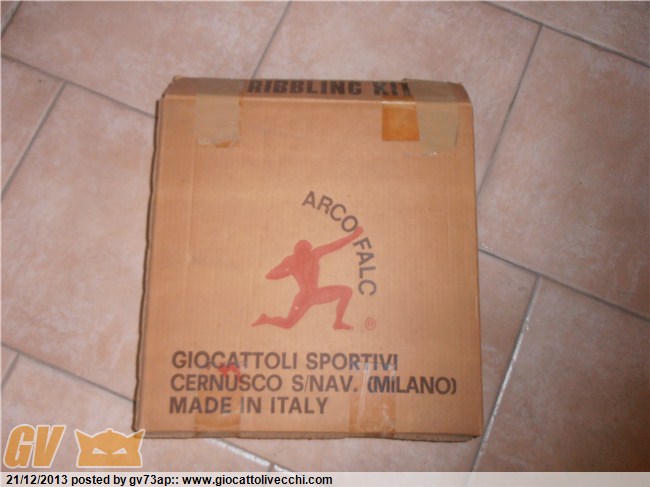 RIBBLING KIT
ARCO FALC
®
GIOCATTOLI SPORTIVI
CERNUSCO S/NAV. (MILANO)
MADE IN ITALY
GV
21/12/2013 posted by gv73ap:: www.giocattolivecchi.com